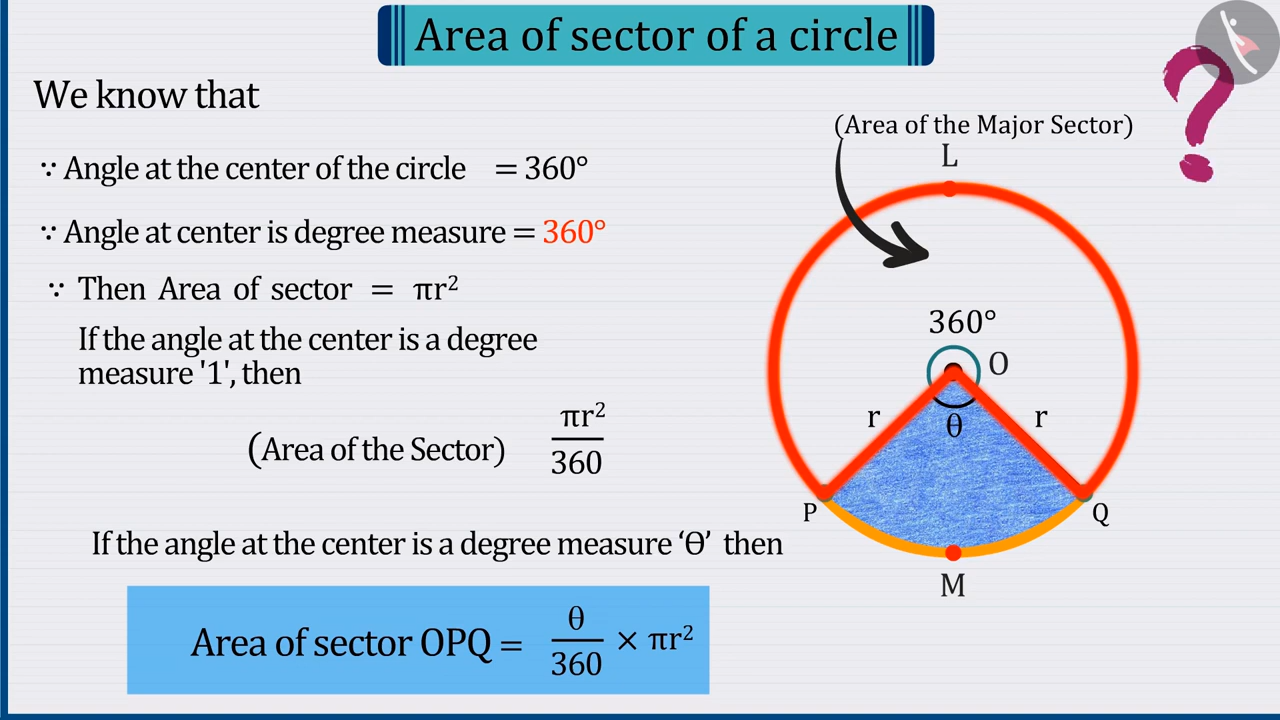 Area of sector of a circle
We know that
∵ Angle at the center of the circle = 360°
∵ Angle at center is degree measure = 360°
∵ Then Area of sector = πr²
If the angle at the center is a degree
measure '1', then
(Area of the Sector) πr²/360
If the angle at the center is a degree measure ‘Ɵ’ then
Area of sector OPQ = θ/360 × πr²
(Area of the Major Sector)
L
?
360°
O
r
θ
r
P
Q
M